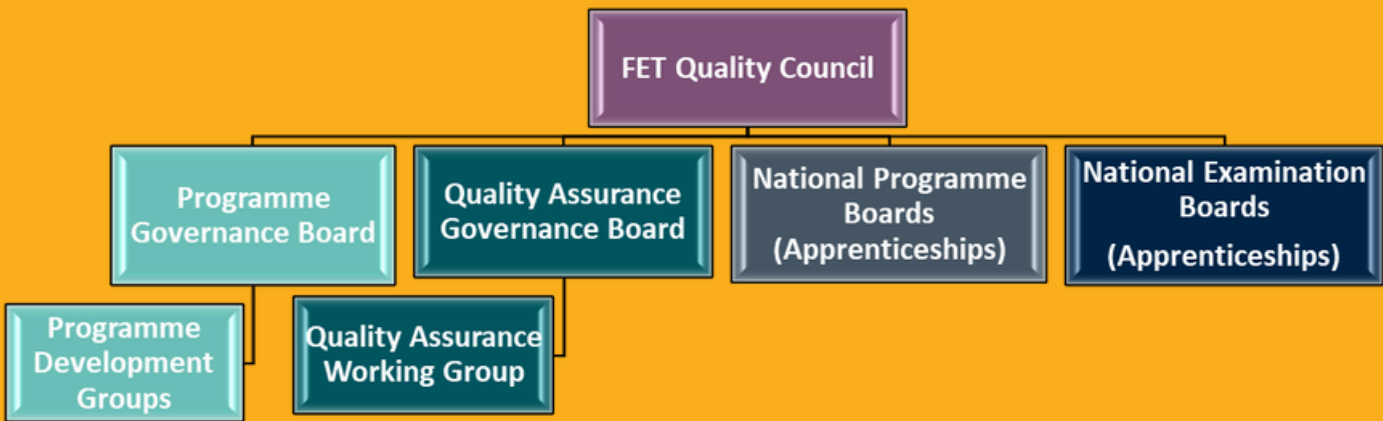 FET Quality Council
Programme
Governance Board
Quality Assurance
Governance Board
National Programme
Boards
(Apprenticeships)
National Examination
Boards
(Apprenticeships)
Programme
Development
Groups
Quality Assurance
Working Group